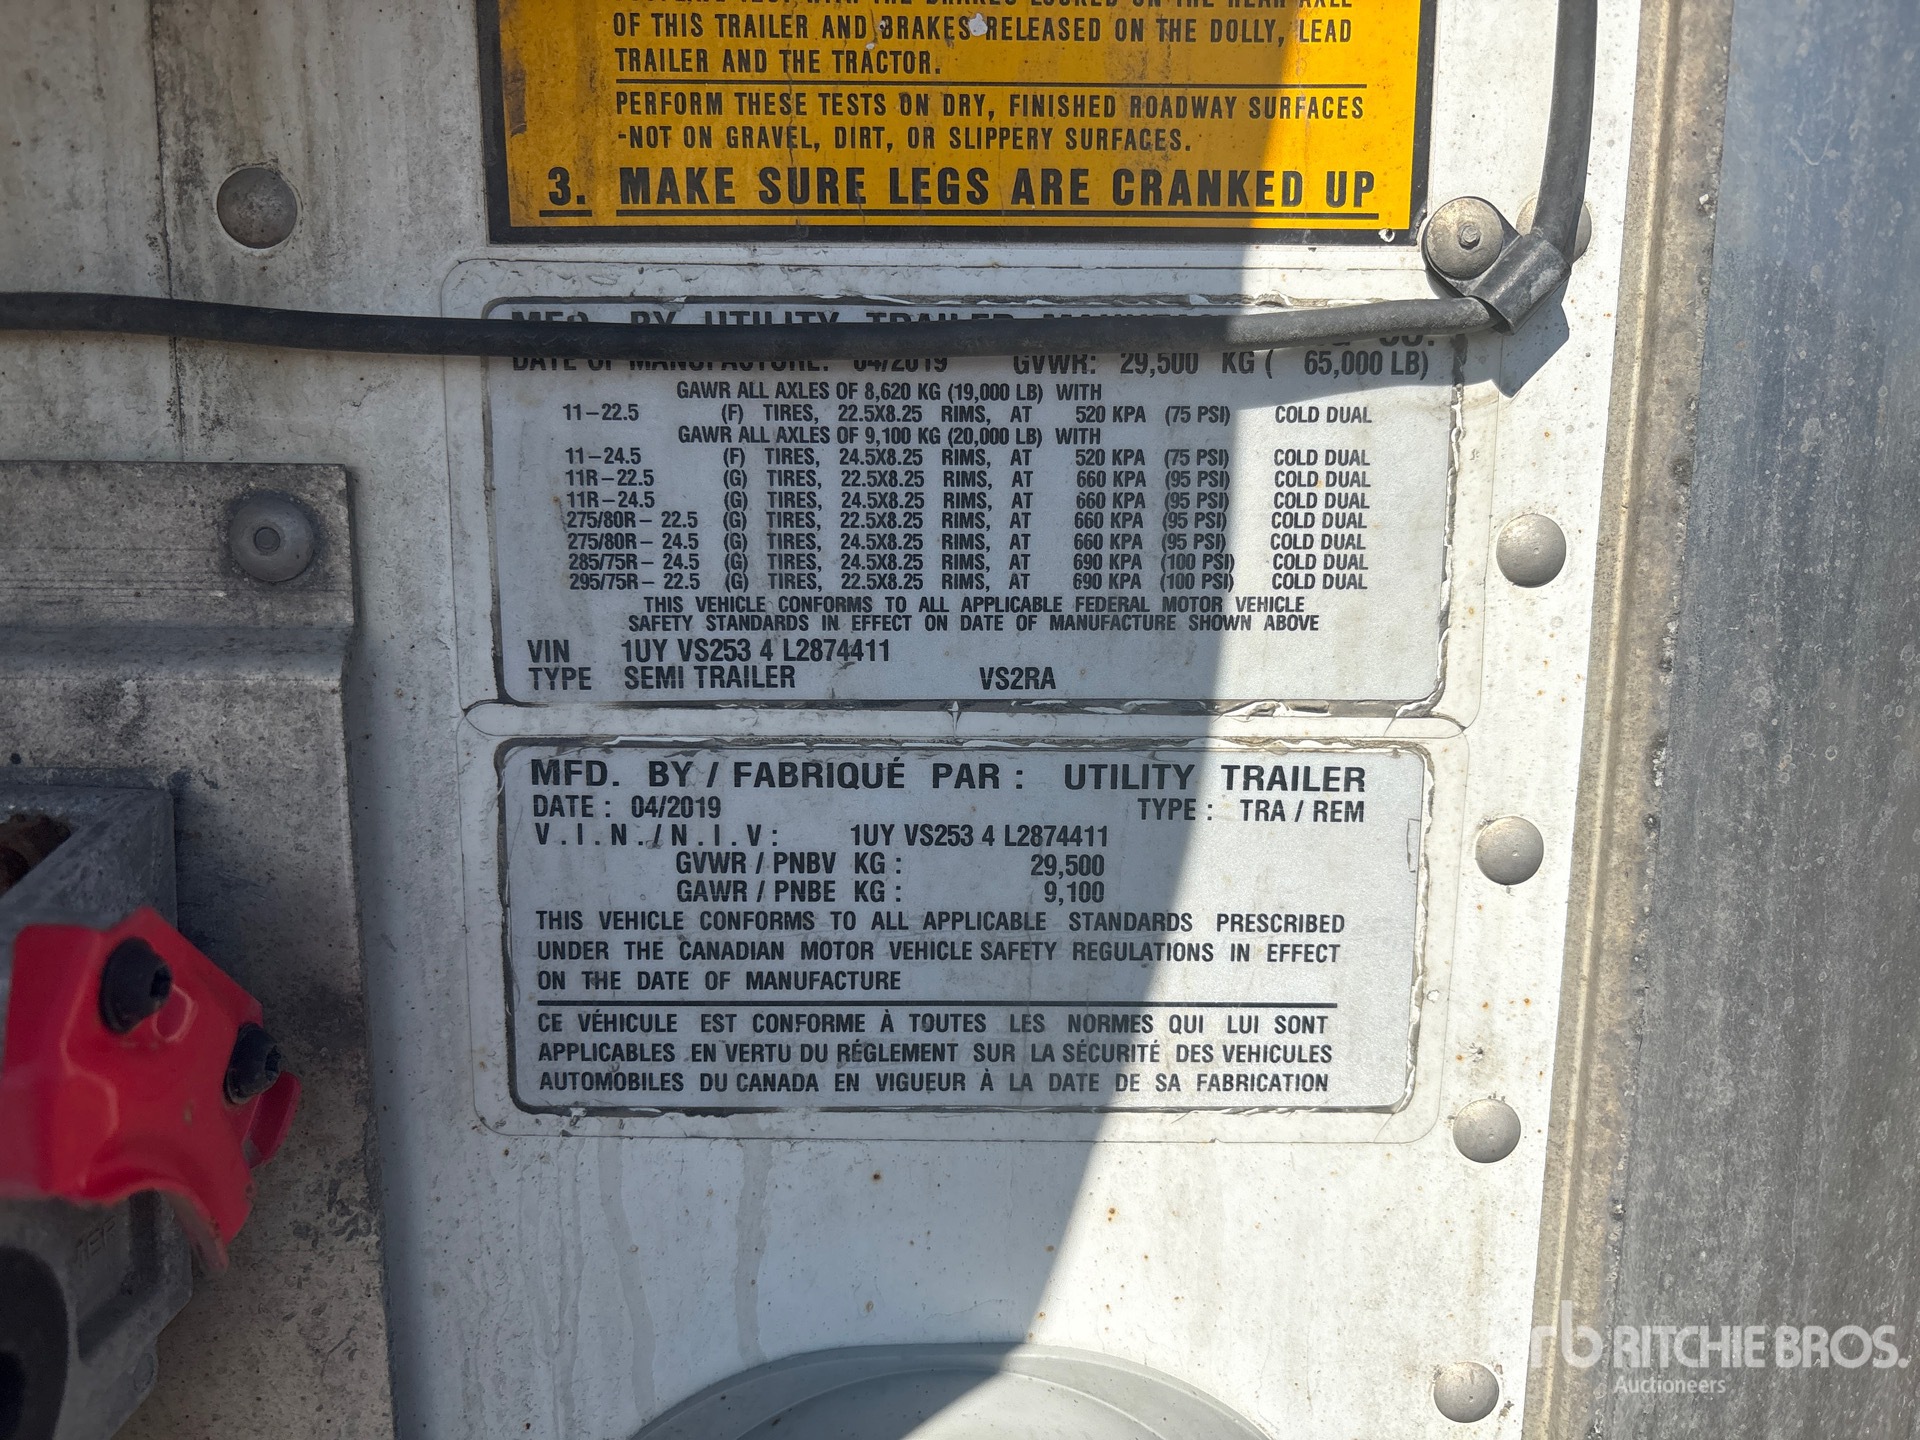 OF THIS TRAILER AND BRAKES RELEASED ON THE DOLLY, LEAD
TRAILER AND THE TRACTOR.
PERFORM THESE TESTS ON DRY, FINISHED ROADWAY SURFACES
-NOT ON GRAVEL, DIRT, OR SLIPPERY SURFACES.
3. MAKE SURE LEGS ARE CRANKED UP
MFG. BY UTILITY TRAILER CO.
DATE OF MANUFACTURE: 04/2019 GVWR: 29,500 KG ( 65,000 LB)
GAWR ALL AXLES OF 8,620 KG (19,000 LB) WITH
11-22.5 (F) TIRES, 22.5X8.25 RIMS, AT 520 KPA (75 PSI) COLD DUAL
GAWR ALL AXLES OF 9,100 KG (20,000 LB) WITH
11-24.5 (F) TIRES, 24.5X8.25 RIMS, AT 520 KPA (75 PSI) COLD DUAL
11R-22.5 (G) TIRES, 22.5X8.25 RIMS, AT 660 KPA (95 PSI) COLD DUAL
11R-24.5 (G) TIRES, 24.5X8.25 RIMS, AT 660 KPA (95 PSI) COLD DUAL
275/80R- 22.5 (G) TIRES, 22.5X8.25 RIMS, AT 660 KPA (95 PSI) COLD DUAL
275/80R- 24.5 (G) TIRES, 24.5X8.25 RIMS, AT 660 KPA (95 PSI) COLD DUAL
285/75R- 24.5 (G) TIRES, 24.5X8.25 RIMS, AT 690 KPA (100 PSI) COLD DUAL
295/75R- 22.5 (G) TIRES, 22.5X8.25 RIMS, AT 690 KPA (100 PSI) COLD DUAL
THIS VEHICLE CONFORMS TO ALL APPLICABLE FEDERAL MOTOR VEHICLE
SAFETY STANDARDS IN EFFECT ON DATE OF MANUFACTURE SHOWN ABOVE
VIN 1UY VS253 4 L2874411
TYPE SEMI TRAILER VS2RA
MFD. BY / FABRIQUÉ PAR : UTILITY TRAILER
DATE : 04/2019 TYPE : TRA / REM
V.I.N./N.I.V: 1UY VS253 4 L2874411
GVWR / PNBV KG : 29,500
GAWR / PNBE KG : 9,100
THIS VEHICLE CONFORMS TO ALL APPLICABLE STANDARDS PRESCRIBED
UNDER THE CANADIAN MOTOR VEHICLE SAFETY REGULATIONS IN EFFECT
ON THE DATE OF MANUFACTURE
CE VÉHICULE EST CONFORME À TOUTES LES NORMES QUI LUI SONT
APPLICABLES EN VERTU DU RÉGLEMENT SUR LA SÉCURITÉ DES VEHICULES
AUTOMOBILES DU CANADA EN VIGUEUR À LA DATE DE SA FABRICATION
rb RITCHIE BROS.
Auctioneers